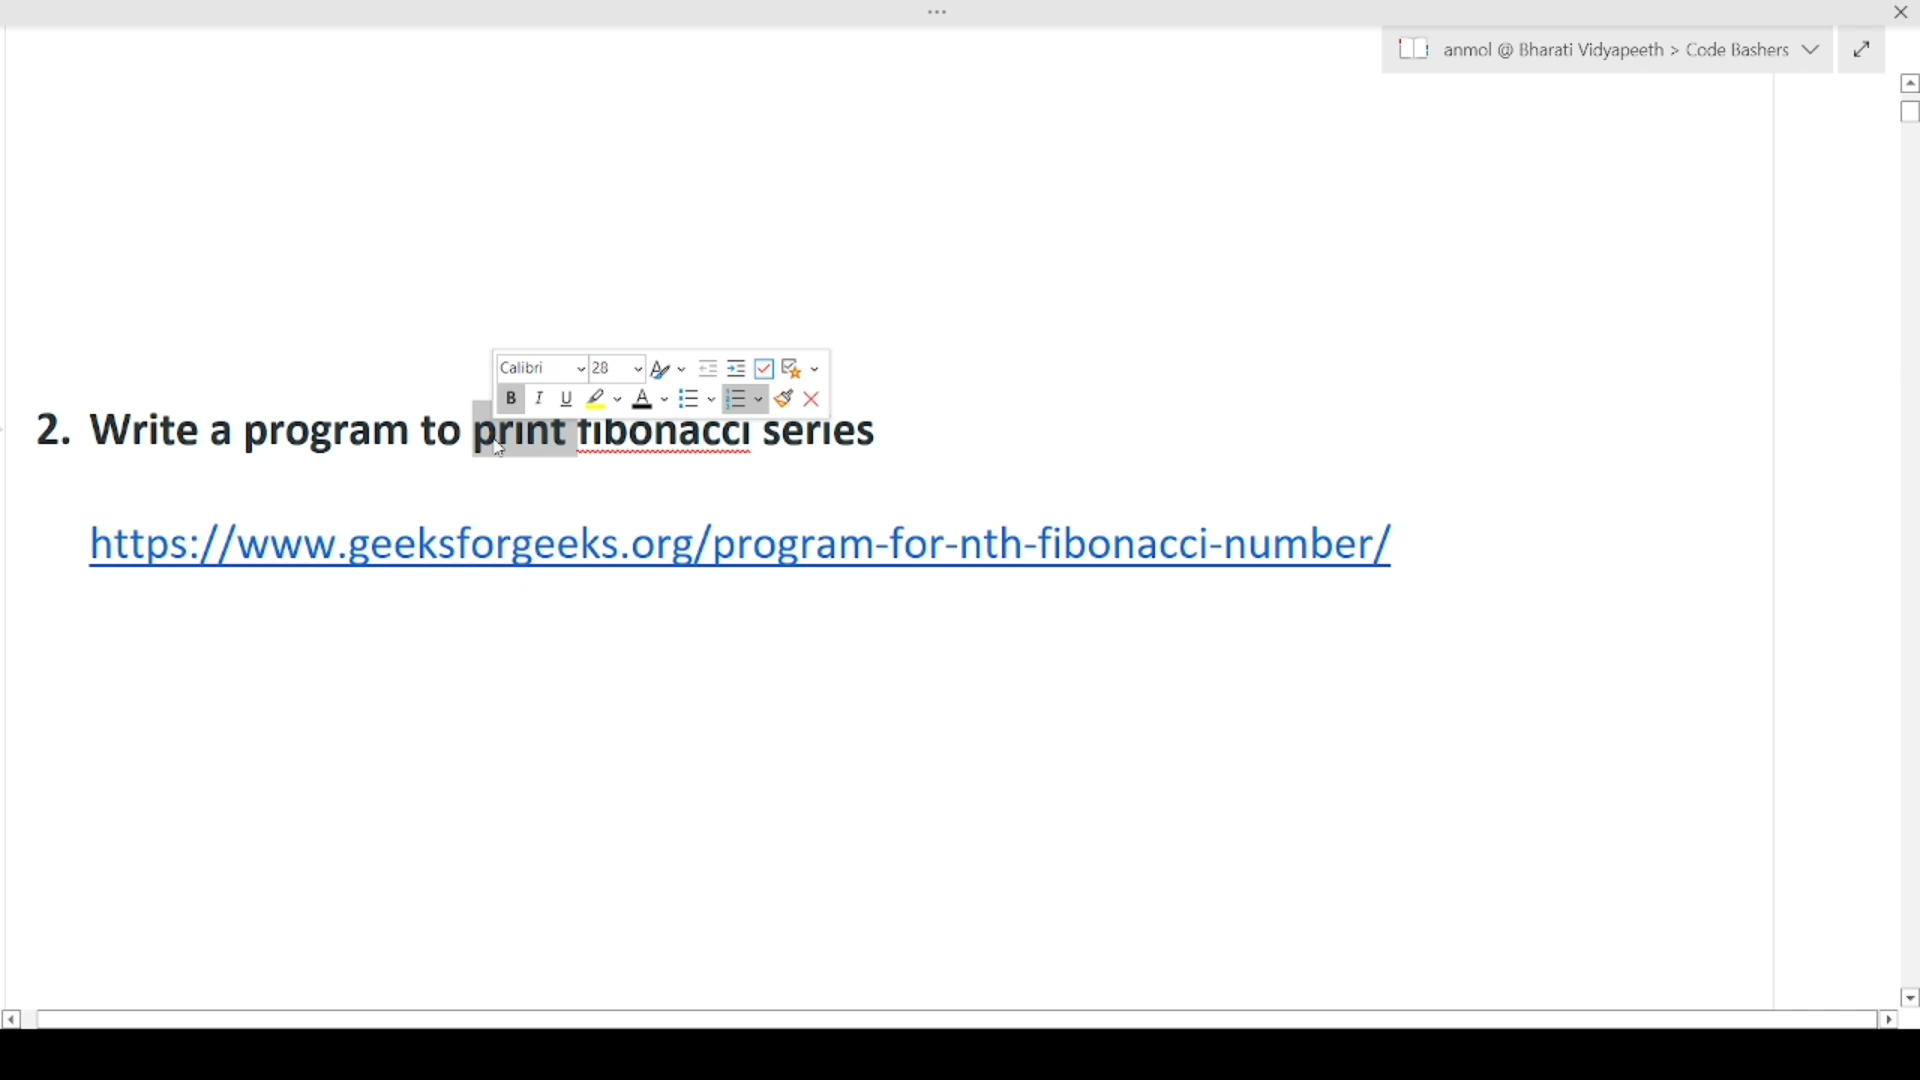 anmol @ Bharati Vidyapeeth > Code Bashers
Calibri 28
B I U A
2. Write a program to print fibonacci series
https://www.geeksforgeeks.org/program-for-nth-fibonacci-number/